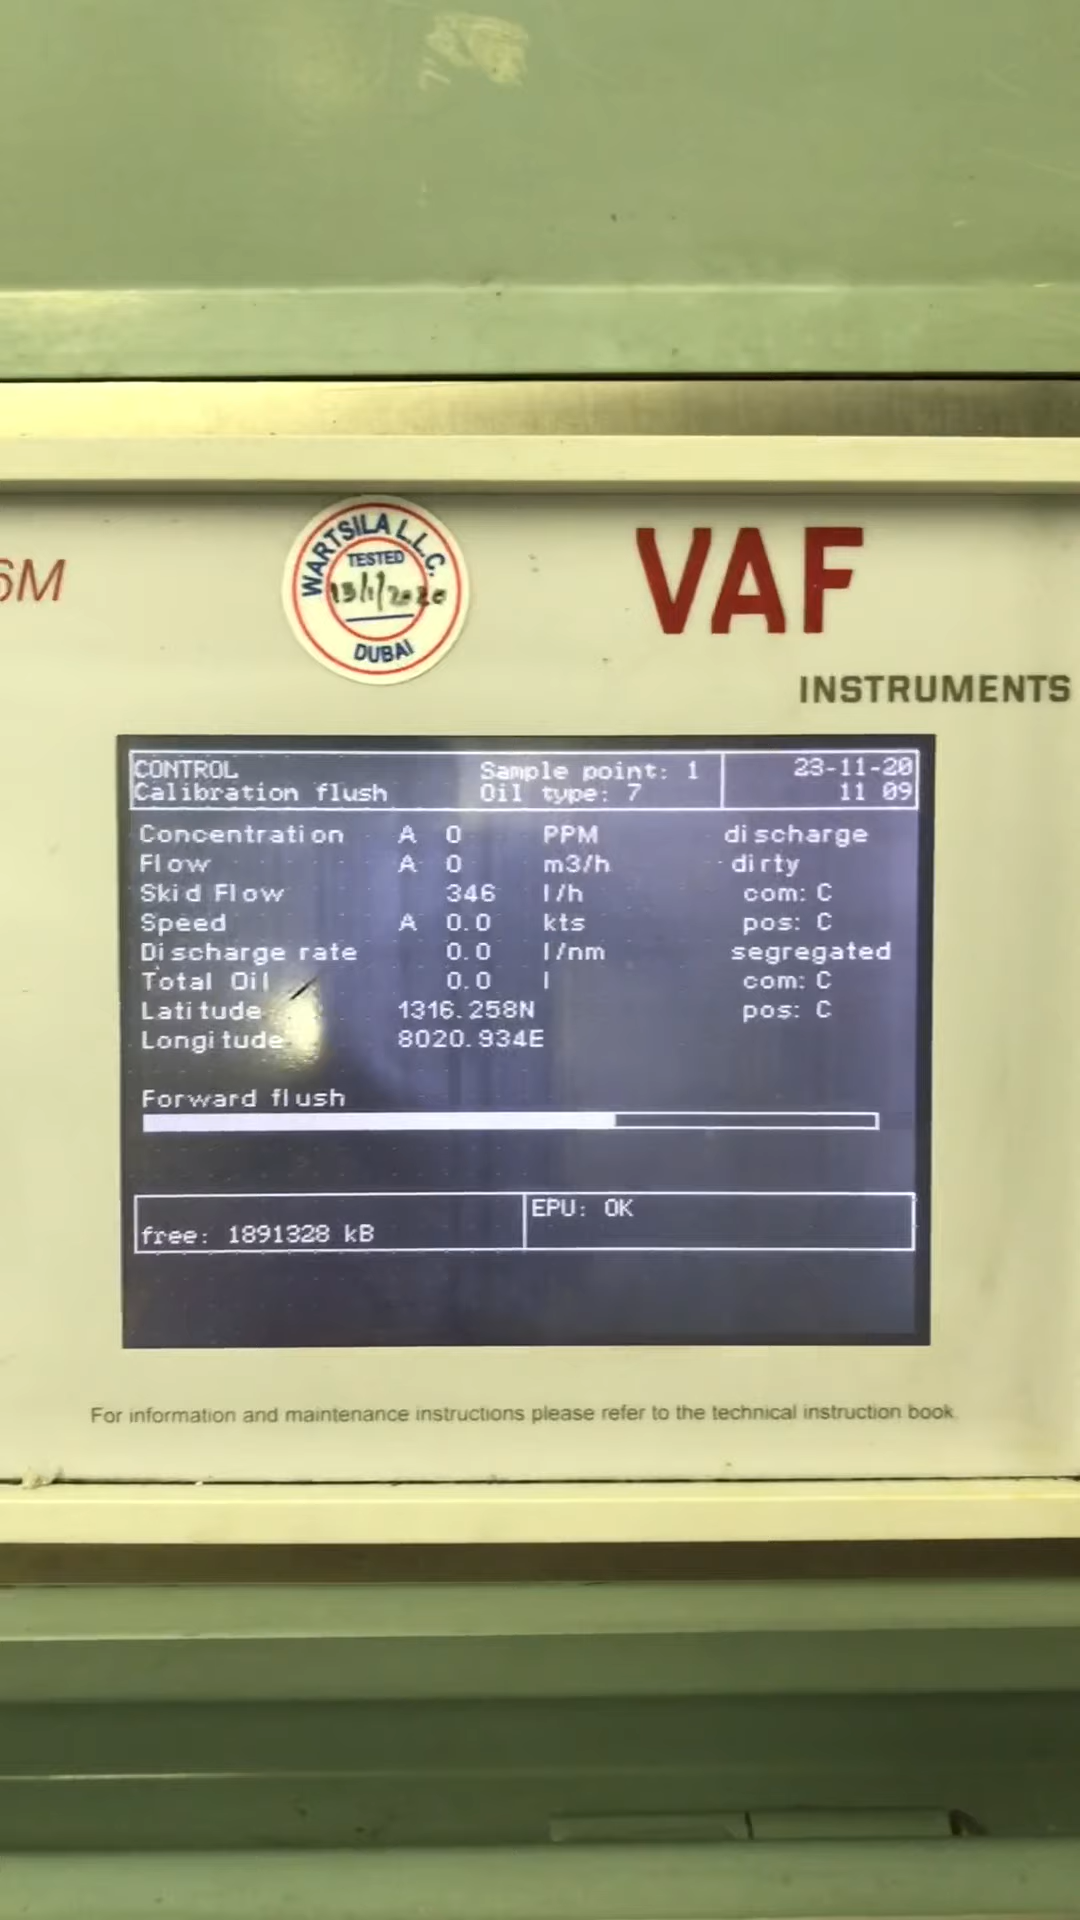 6M
WARTSILA L.L.C.
TESTED
13/1/2020
DUBAI
VAF
INSTRUMENTS
CONTROL Sample point: 1 23-11-20
Calibration flush Oil type: 7 11 09
Concentration A 0 PPM discharge
Flow A 0 m3/h dirty
Skid Flow 346 l/h com: C
Speed A 0.0 kts pos: C
Discharge rate 0.0 l/nm segregated
Total Oil 0.0 l com: C
Latitude 1316.258N pos: C
Longitude 8020.934E
Forward flush
EPU: OK
free: 1891328 kB
For information and maintenance instructions please refer to the technical instruction book